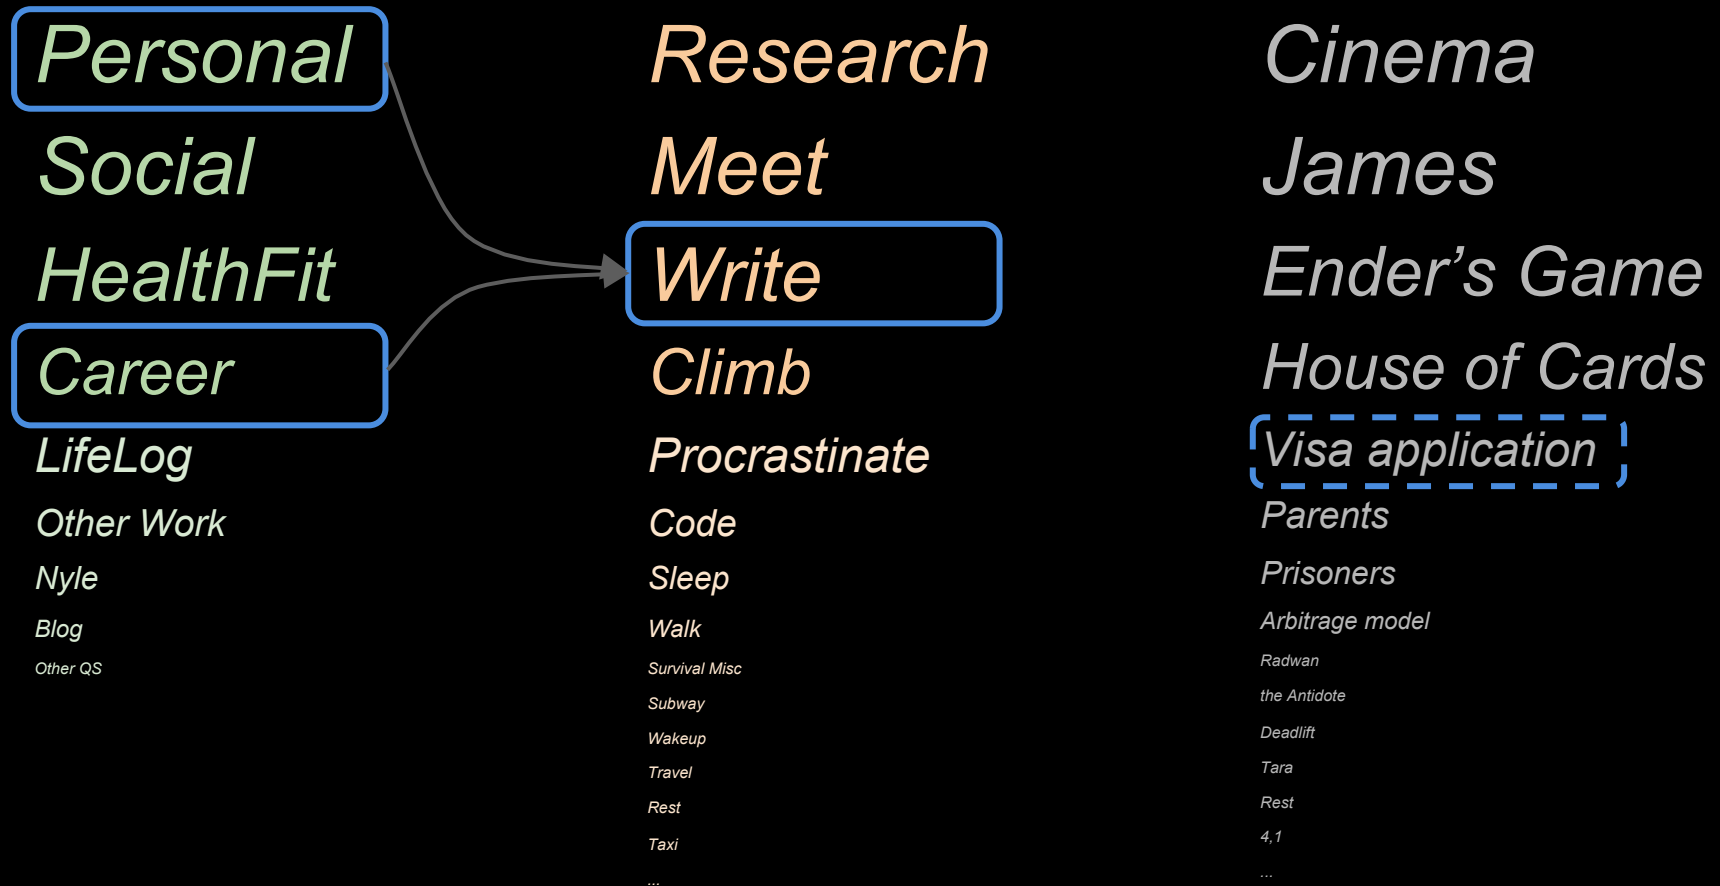 Personal
Social
HealthFit
Career
LifeLog
Other Work
Nyle
Blog
Other QS
Research
Meet
Write
Climb
Procrastinate
Code
Sleep
Walk
Survival Misc
Subway
Wakeup
Travel
Rest
Taxi
...
Cinema
James
Ender’s Game
House of Cards
Visa application
Parents
Prisoners
Arbitrage model
Radwan
the Antidote
Deadlift
Tara
Rest
4,1
...